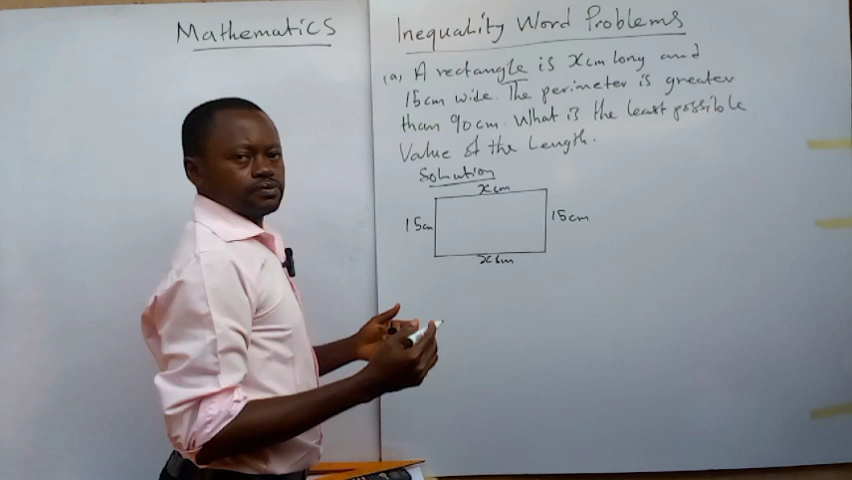 Mathematics
Inequality Word Problems
(a) A rectangle is x cm long and
15cm wide. The perimeter is greater
than 90cm. What is the least possible
Value of the length.
Solution
x cm
15cm
15cm
x cm